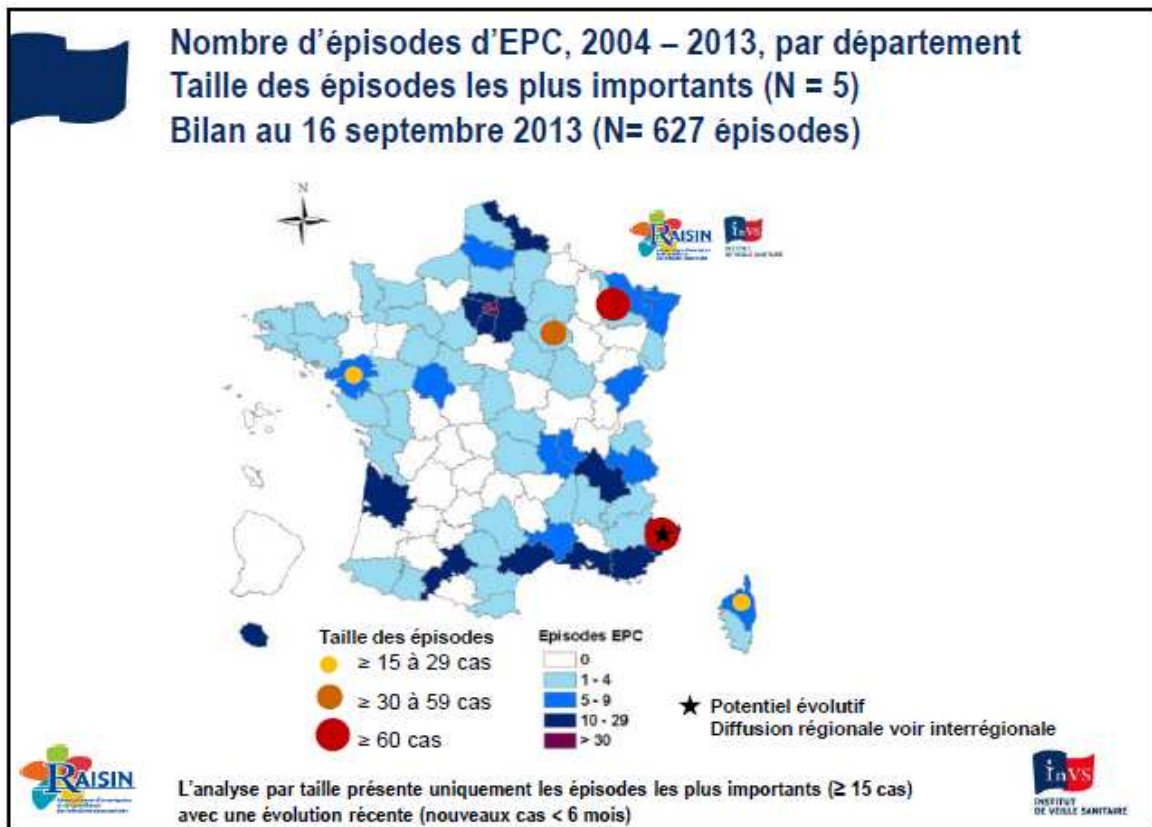 Nombre d'épisodes d'EPC, 2004 – 2013, par département
Taille des épisodes les plus importants (N = 5)
Bilan au 16 septembre 2013 (N= 627 épisodes)
N
RAISIN
inVS
INSTITUT
DE VEILLE SANITAIRE
Taille des épisodes
≥ 15 à 29 cas
≥ 30 à 59 cas
≥ 60 cas
Episodes EPC
0
1 - 4
5 - 9
10 - 29
> 30
Potentiel évolutif
Diffusion régionale voir interrégionale
RAISIN
L'analyse par taille présente uniquement les épisodes les plus importants (≥ 15 cas)
avec une évolution récente (nouveaux cas < 6 mois)
inVS
INSTITUT
DE VEILLE SANITAIRE